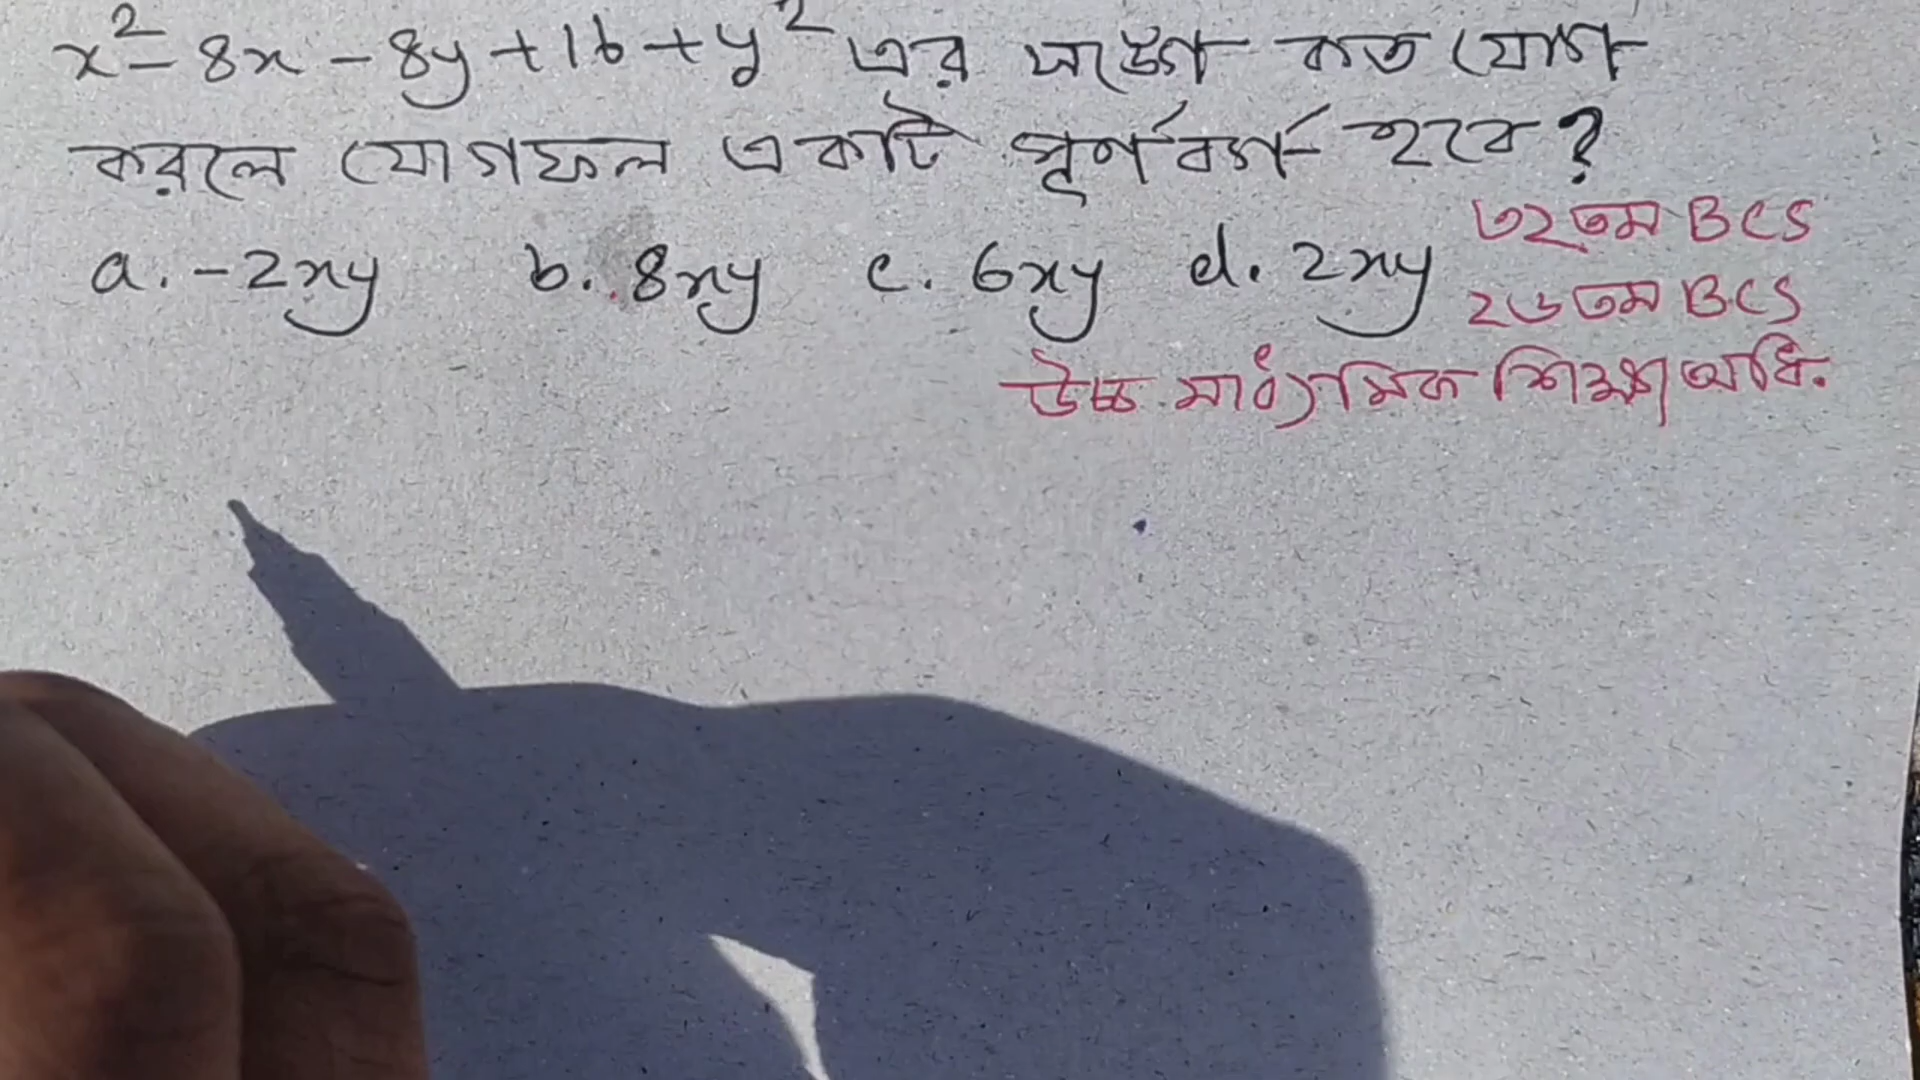 x² - 8x - 8y + 16 + y² এর সঙ্গে কত যোগ
করলে যোগফল একটি পূর্ণবর্গ হবে?
a. -2xy b. 8xy c. 6xy d. 2xy
৩২তম BCS
২৬তম BCS
উচ্চ মাধ্যমিক শিক্ষা অধি.